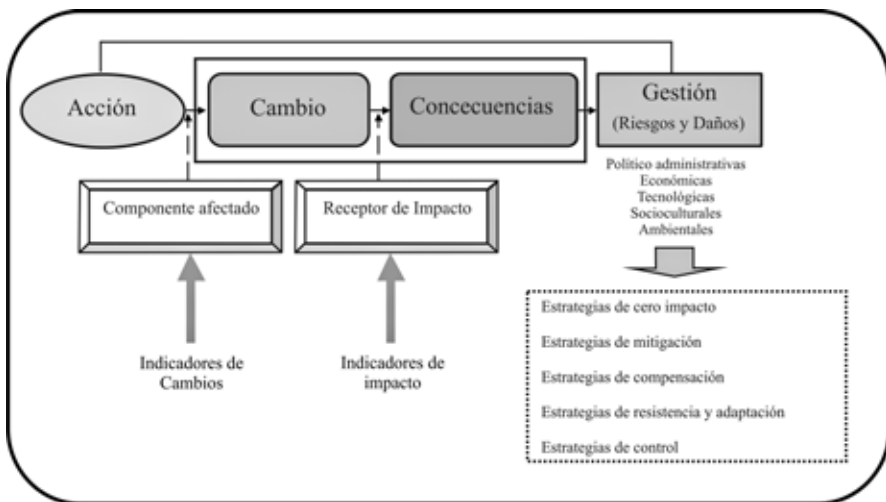 Acción
Cambio
Concecuencias
Gestión
(Riesgos y Daños)
Componente afectado
Receptor de Impacto
Político administrativas
Económicas
Tecnológicas
Socioculturales
Ambientales
Indicadores de
Cambios
Indicadores de
impacto
Estrategias de cero impacto
Estrategias de mitigación
Estrategias de compensación
Estrategias de resistencia y adaptación
Estrategias de control